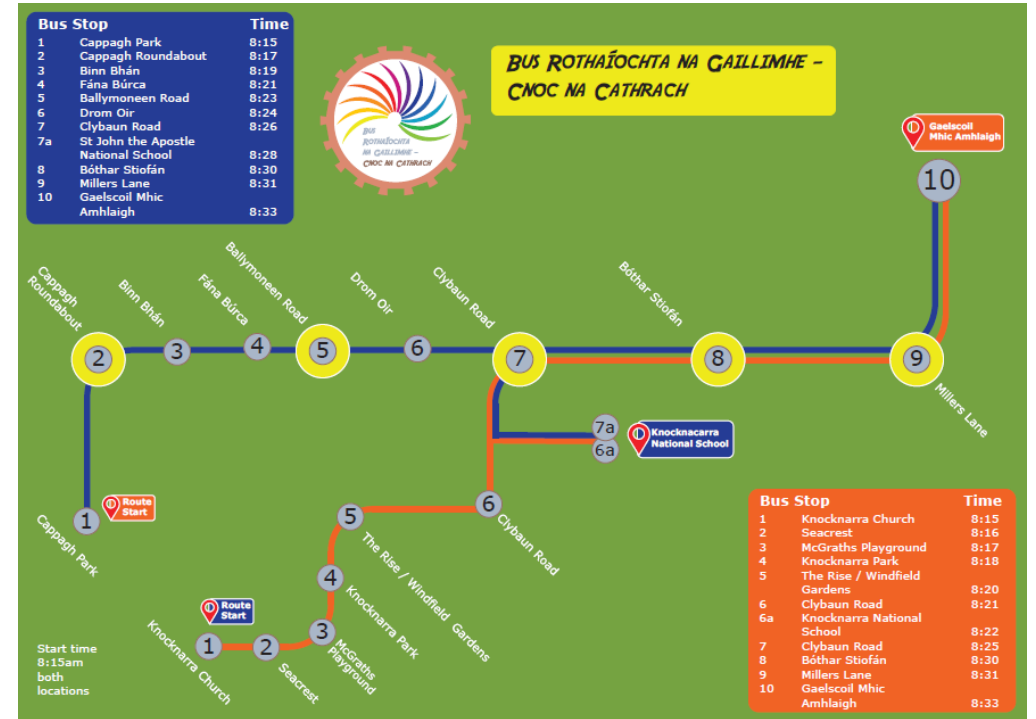 Bus Stop Time
1 Cappagh Park 8:15
2 Cappagh Roundabout 8:17
3 Binn Bhán 8:19
4 Fána Búrca 8:21
5 Ballymoneen Road 8:23
6 Drom Oir 8:24
7 Clybaun Road 8:26
7a St John the Apostle
National School 8:28
8 Bóthar Stiofán 8:30
9 Millers Lane 8:31
10 Gaelscoil Mhic
Amhlaigh 8:33
BUS
ROTHAÍOCHTA
NA GAILLIMHE –
CNOC NA CATHRACH
BUS ROTHAÍOCHTA NA GAILLIMHE –
CNOC NA CATHRACH
Gaelscoil
Mhic Amhlaigh
10
Cappagh
Roundabout
Binn Bhán
Fána Búrca
Ballymoneen Road
Drom Oir
Clybaun Road
Bóthar Stiofán
2
3
4
5
6
7
8
9
Millers Lane
7a
6a
Knocknacarra
National School
1
Route
Start
Cappagh Park
6
Clybaun Road
5
The Rise / Windfield Gardens
4
Knocknarra Park
3
McGraths
Playground
2
Seacrest
1
Knocknarra Church
Route
Start
Start time
8:15am
both
locations
Bus Stop Time
1 Knocknarra Church 8:15
2 Seacrest 8:16
3 McGraths Playground 8:17
4 Knocknarra Park 8:18
5 The Rise / Windfield
Gardens 8:20
6 Clybaun Road 8:21
6a Knocknarra National
School 8:22
7 Clybaun Road 8:25
8 Bóthar Stiofán 8:30
9 Millers Lane 8:31
10 Gaelscoil Mhic
Amhlaigh 8:33